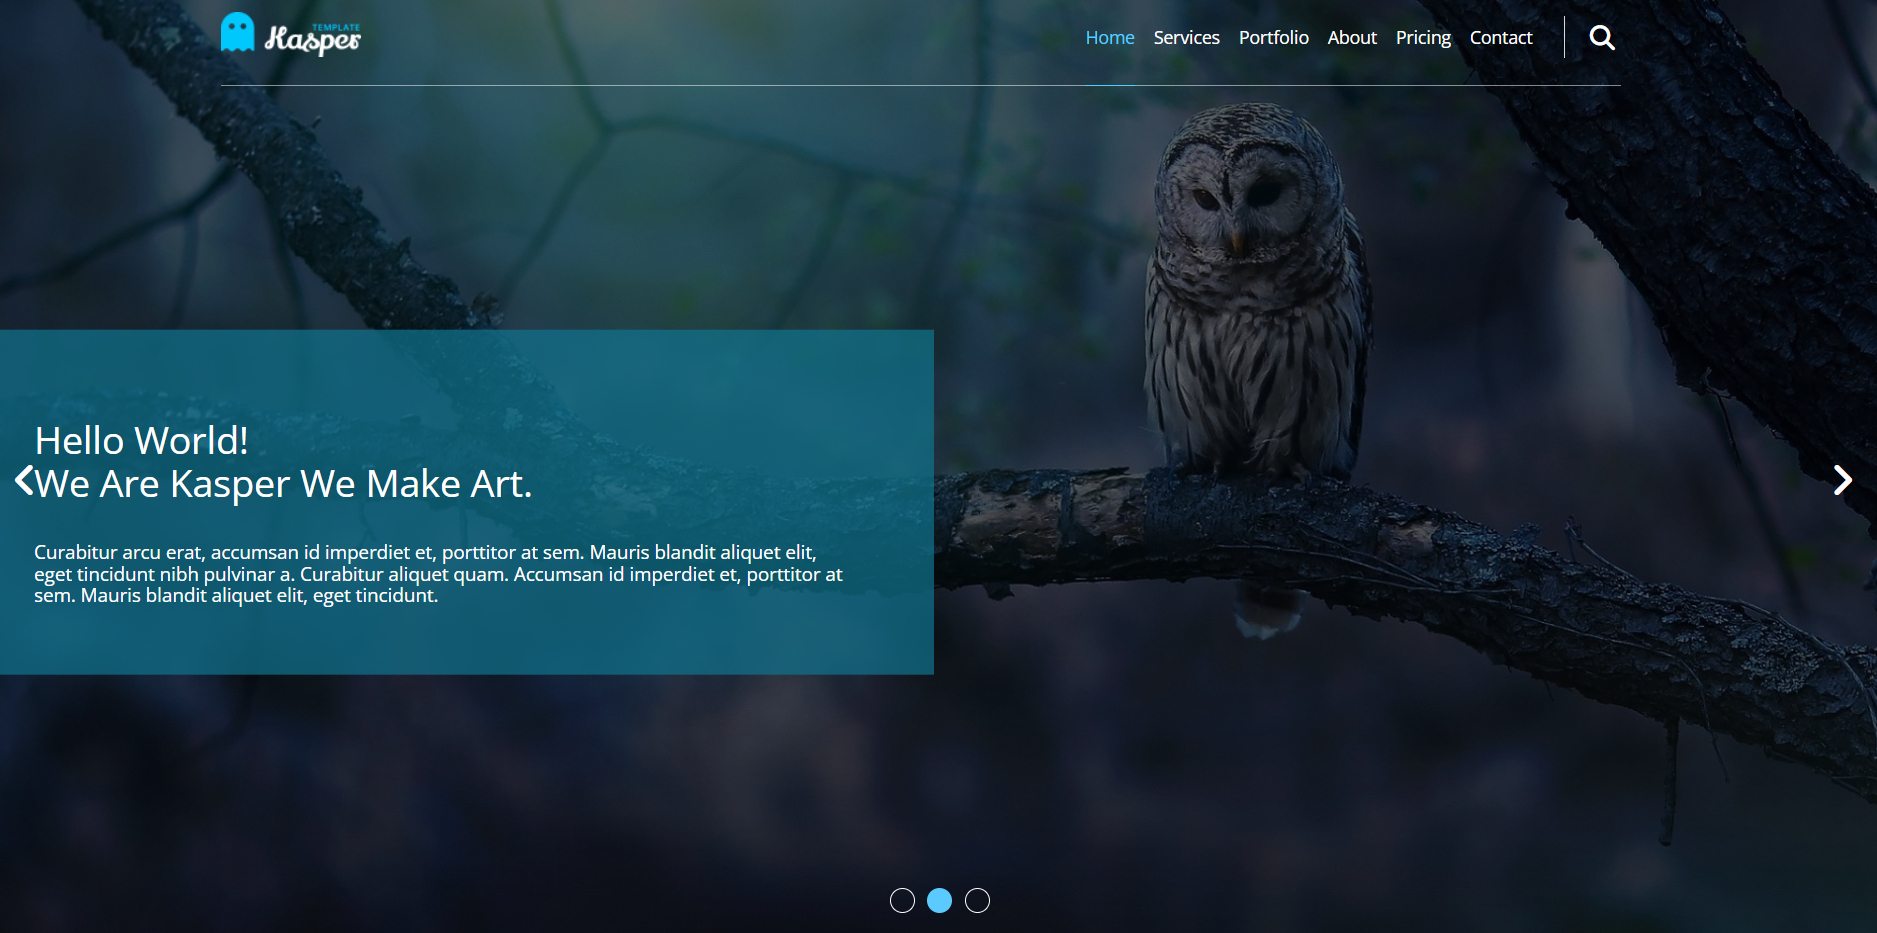 TEMPLATE
Kasper
Home Services Portfolio About Pricing Contact
Hello World!
We Are Kasper We Make Art.
Curabitur arcu erat, accumsan id imperdiet et, porttitor at sem. Mauris blandit aliquet elit,
eget tincidunt nibh pulvinar a. Curabitur aliquet quam. Accumsan id imperdiet et, porttitor at
sem. Mauris blandit aliquet elit, eget tincidunt.